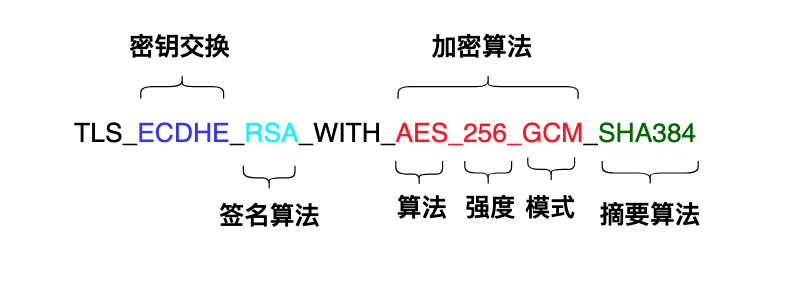 密钥交换 加密算法
TLS_ECDHE_RSA_WITH_AES_256_GCM_SHA384
签名算法 算法 强度 模式 摘要算法